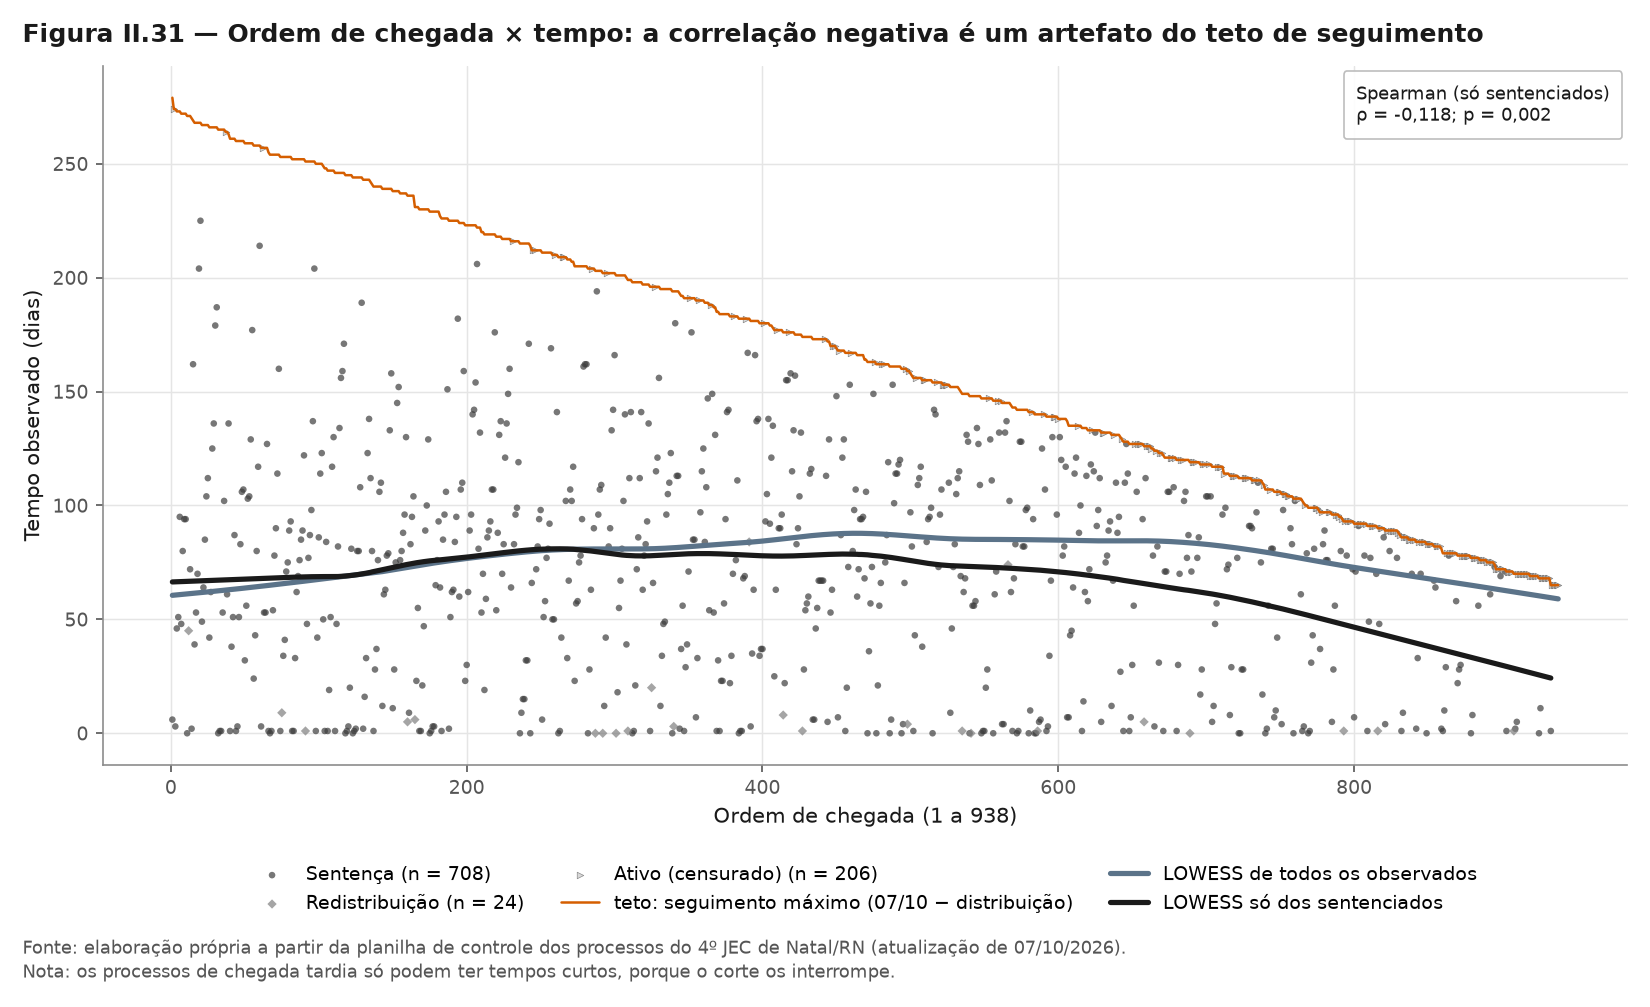 Figura II.31 — Ordem de chegada × tempo: a correlação negativa é um artefato do teto de seguimento
Spearman (só sentenciados)
ρ = -0,118; p = 0,002
Tempo observado (dias)
250
200
150
100
50
0
0 200 400 600 800
Ordem de chegada (1 a 938)
Sentença (n = 708)
Redistribuição (n = 24)
Ativo (censurado) (n = 206)
teto: seguimento máximo (07/10 − distribuição)
LOWESS de todos os observados
LOWESS só dos sentenciados
Fonte: elaboração própria a partir da planilha de controle dos processos do 4º JEC de Natal/RN (atualização de 07/10/2026).
Nota: os processos de chegada tardia só podem ter tempos curtos, porque o corte os interrompe.